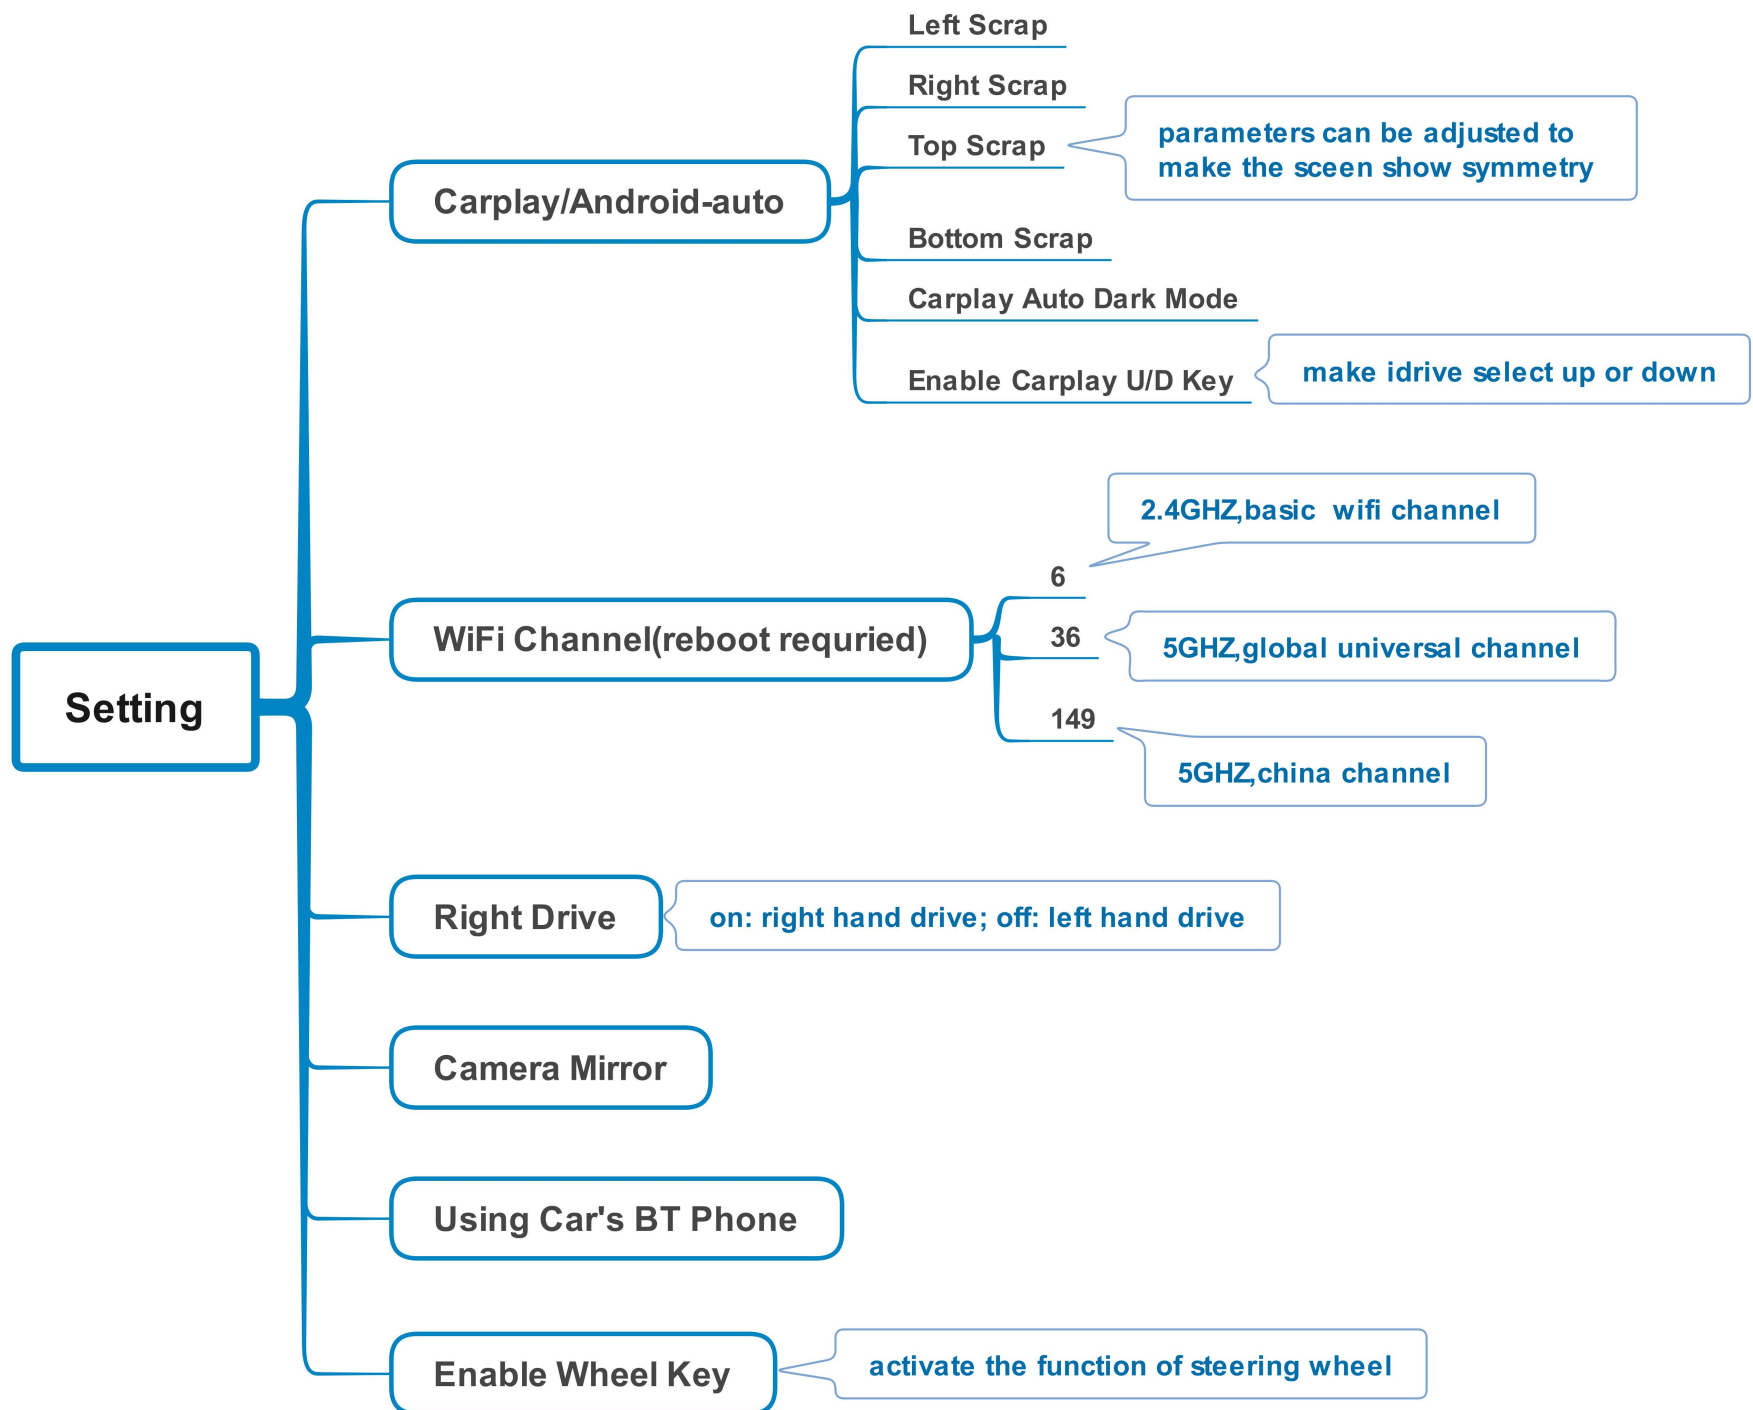 Setting
Carplay/Android-auto
Left Scrap
Right Scrap
Top Scrap
parameters can be adjusted to
make the sceen show symmetry
Bottom Scrap
Carplay Auto Dark Mode
Enable Carplay U/D Key
make idrive select up or down
WiFi Channel(reboot requried)
6
2.4GHZ,basic  wifi channel
36
5GHZ,global universal channel
149
5GHZ,china channel
Right Drive
on: right hand drive; off: left hand drive
Camera Mirror
Using Car's BT Phone
Enable Wheel Key
activate the function of steering wheel